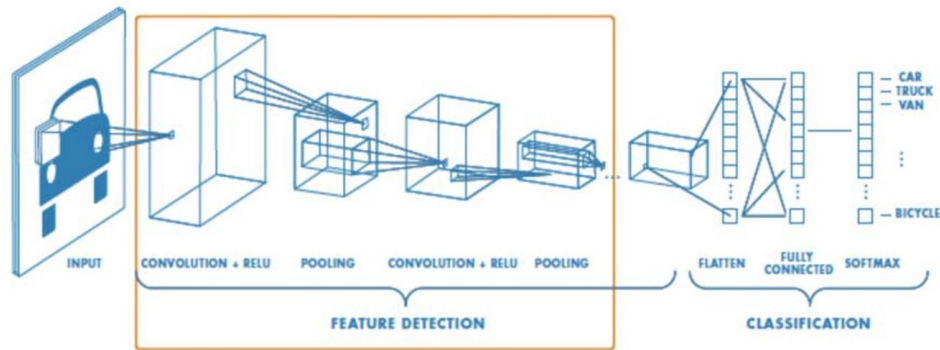 CAR
TRUCK
VAN
BICYCLE
INPUT
CONVOLUTION + RELU
POOLING
CONVOLUTION + RELU
POOLING
FLATTEN
FULLY
CONNECTED
SOFTMAX
FEATURE DETECTION
CLASSIFICATION